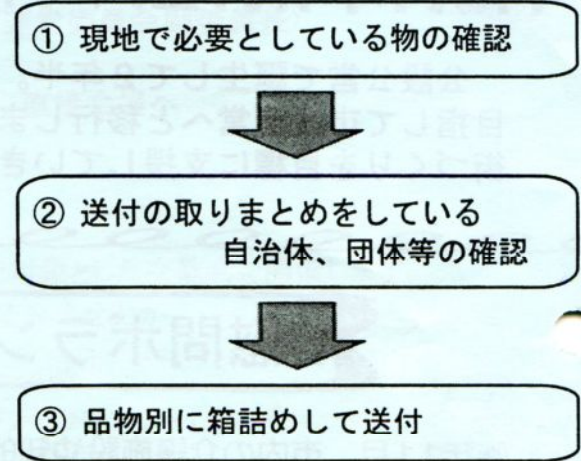 ① 現地で必要としている物の確認
② 送付の取りまとめをしている
自治体、団体等の確認
③ 品物別に箱詰めして送付